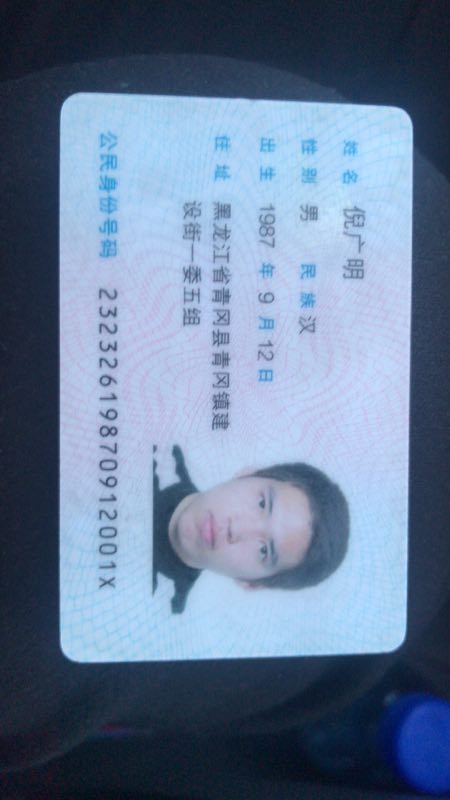 姓名 倪广明
性别 男 民族 汉
出生 1987 年 9 月 12 日
住址 黑龙江省青冈县青冈镇建
设街一委五组
公民身份号码 23232619870912001X